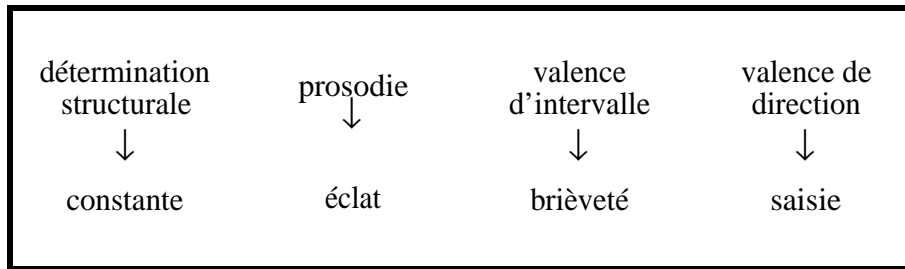 détermination structurale
↓
constante
prosodie
↓
éclat
valence d’intervalle
↓
brièveté
valence de direction
↓
saisie